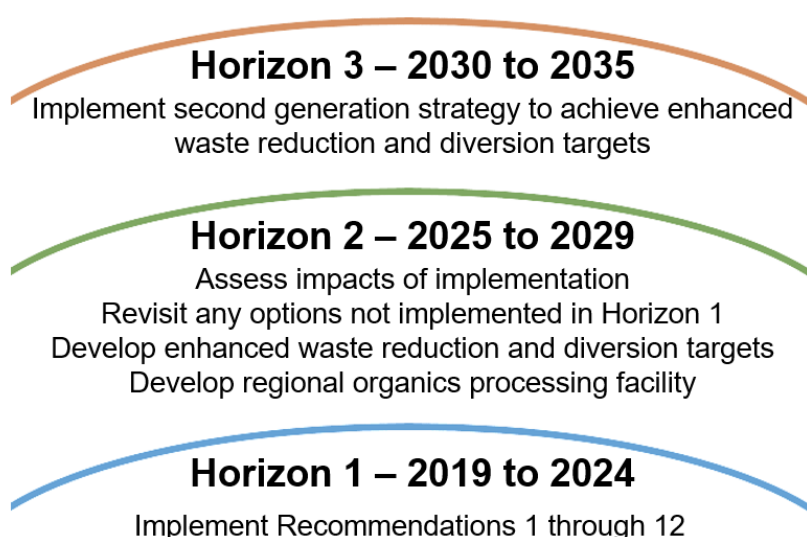 Horizon 3 – 2030 to 2035
Implement second generation strategy to achieve enhanced
waste reduction and diversion targets
Horizon 2 – 2025 to 2029
Assess impacts of implementation
Revisit any options not implemented in Horizon 1
Develop enhanced waste reduction and diversion targets
Develop regional organics processing facility
Horizon 1 – 2019 to 2024
Implement Recommendations 1 through 12